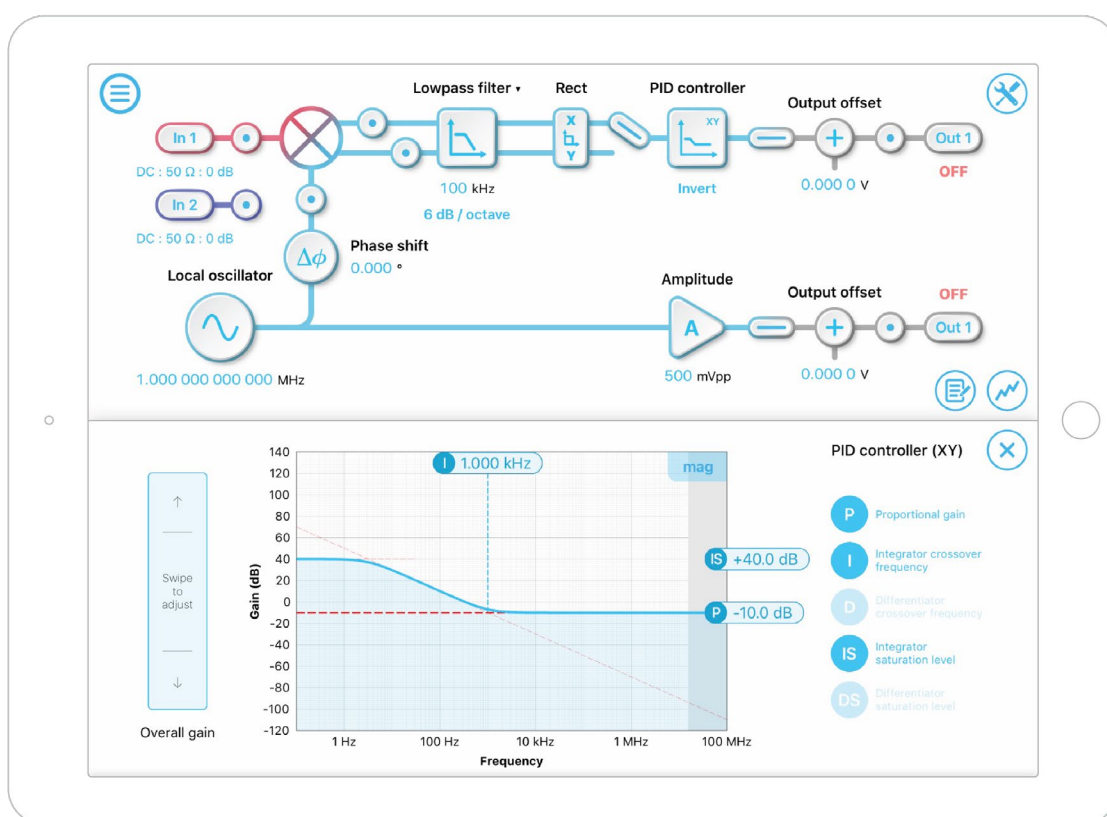 Lowpass filter ▾
Rect
PID controller
Output offset
In 1
X
Y
XY
Out 1
DC : 50 Ω : 0 dB
100 kHz
Invert
0.000 0 V
OFF
In 2
6 dB / octave
DC : 50 Ω : 0 dB
Δϕ
Phase shift
0.000 °
Local oscillator
Amplitude
Output offset
OFF
A
Out 1
1.000 000 000 000 MHz
500 mVpp
0.000 0 V
Swipe
to
adjust
Overall gain
140
120
100
80
60
40
20
0
-20
-40
-60
-80
-100
-120
Gain (dB)
I 1.000 kHz
mag
IS +40.0 dB
P -10.0 dB
1 Hz
100 Hz
10 kHz
1 MHz
100 MHz
Frequency
PID controller (XY)
P Proportional gain
I Integrator crossover
frequency
D Differentiator
crossover frequency
IS Integrator
saturation level
DS Differentiator
saturation level